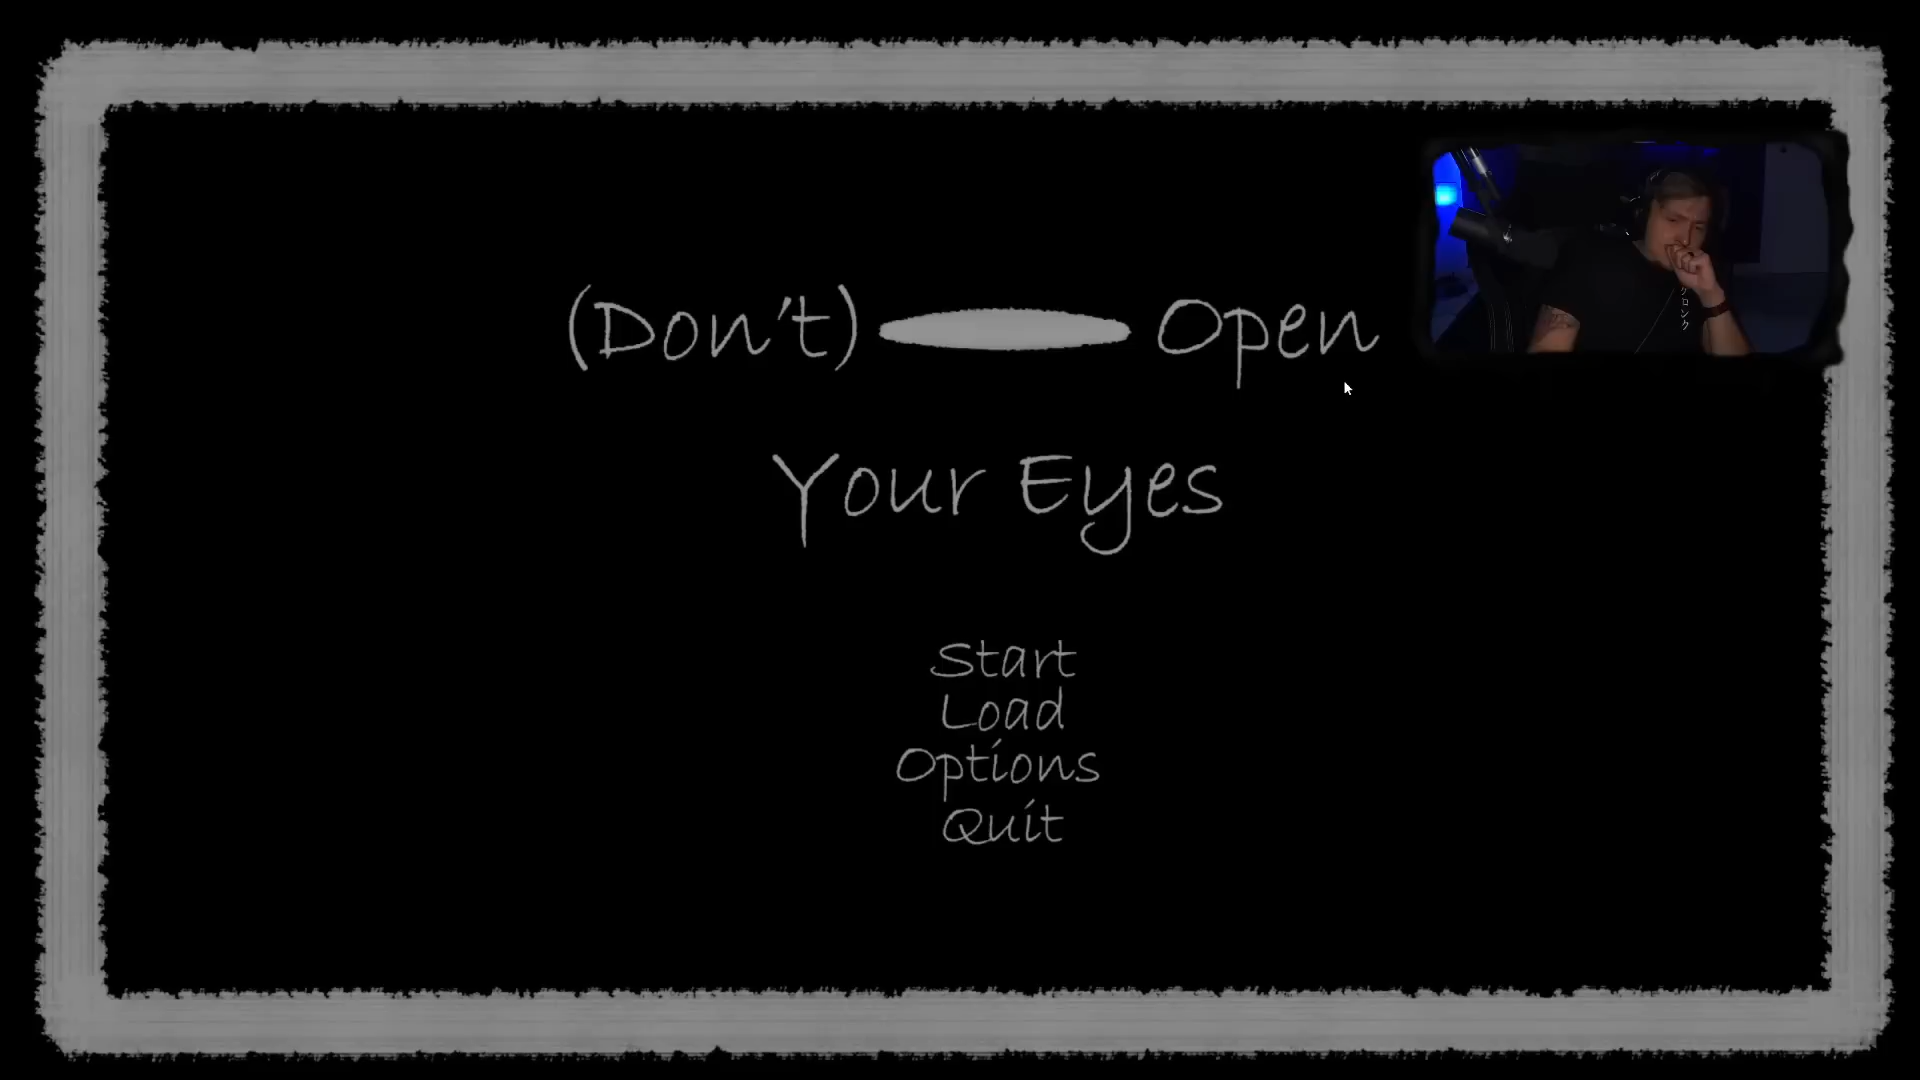 (Don't) Open
Your Eyes
Start
Load
Options
Quit